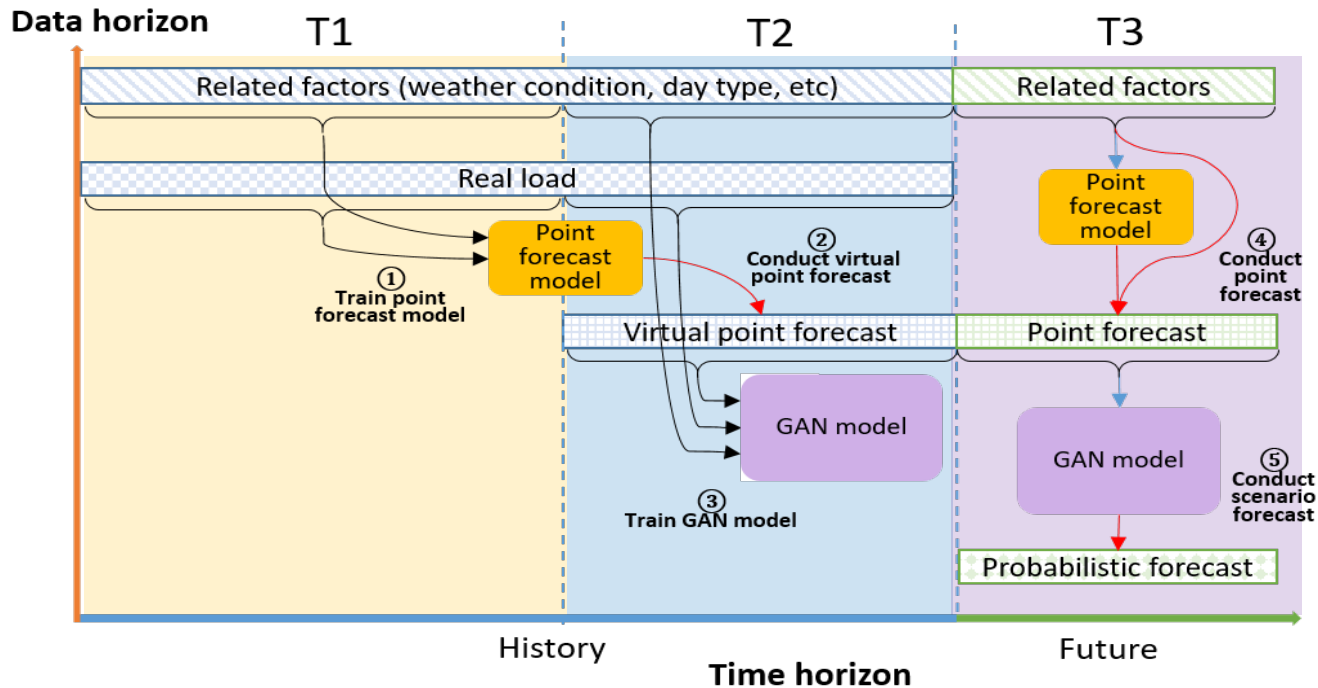 Data horizon
T1
T2
T3
Related factors (weather condition, day type, etc)
Related factors
Real load
Point
forecast
model
Point
forecast
model
①
Train point
forecast model
②
Conduct virtual
point forecast
④
Conduct
point
forecast
Virtual point forecast
Point forecast
GAN model
GAN model
③
Train GAN model
⑤
Conduct
scenario
forecast
Probabilistic forecast
History
Future
Time horizon